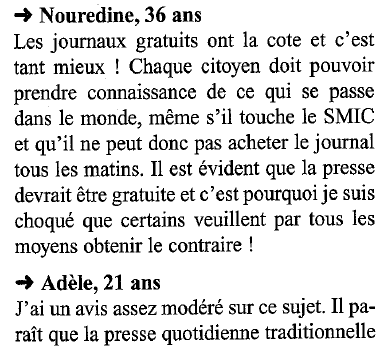 ➜ Nouredine, 36 ans
Les journaux gratuits ont la cote et c'est
tant mieux ! Chaque citoyen doit pouvoir
prendre connaissance de ce qui se passe
dans le monde, même s'il touche le SMIC
et qu'il ne peut donc pas acheter le journal
tous les matins. Il est évident que la presse
devrait être gratuite et c'est pourquoi je suis
choqué que certains veuillent par tous les
moyens obtenir le contraire !
➜ Adèle, 21 ans
J'ai un avis assez modéré sur ce sujet. Il pa-
raît que la presse quotidienne traditionnelle